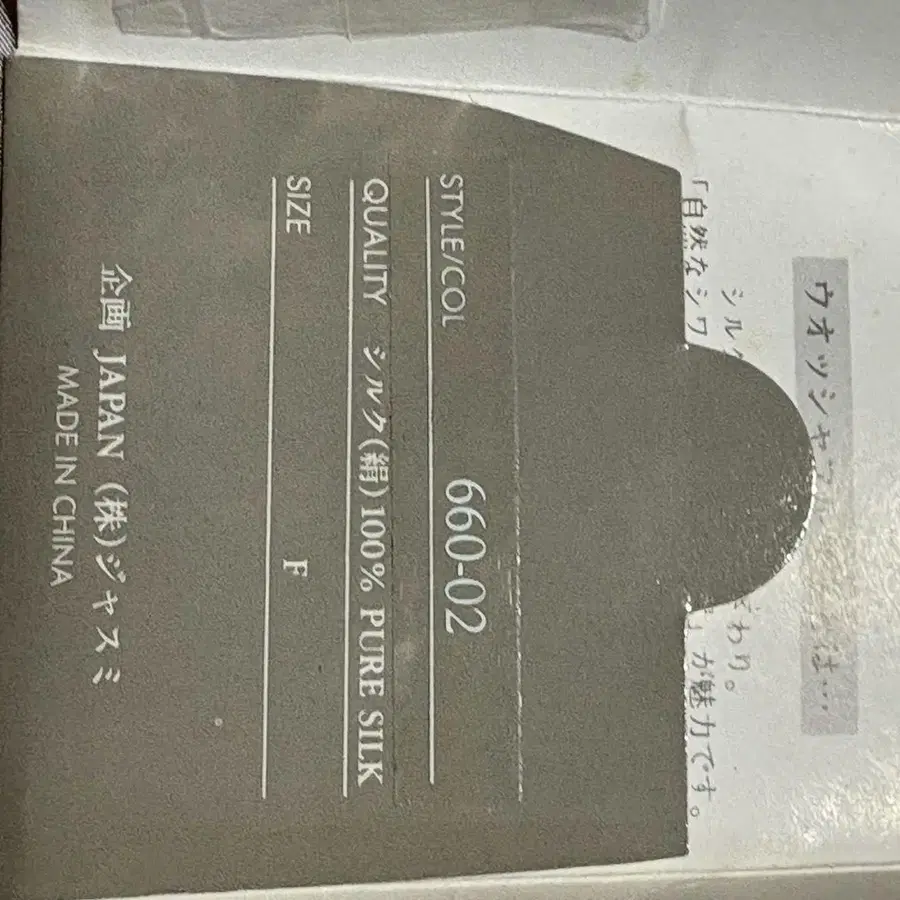 ウオッシャ は…
シル わり。
「自然なシワ 」が魅力です。
STYLE/COL 660-02
QUALITY シルク(絹)100% PURE SILK
SIZE F
企画 JAPAN (株)ジャスミ
MADE IN CHINA